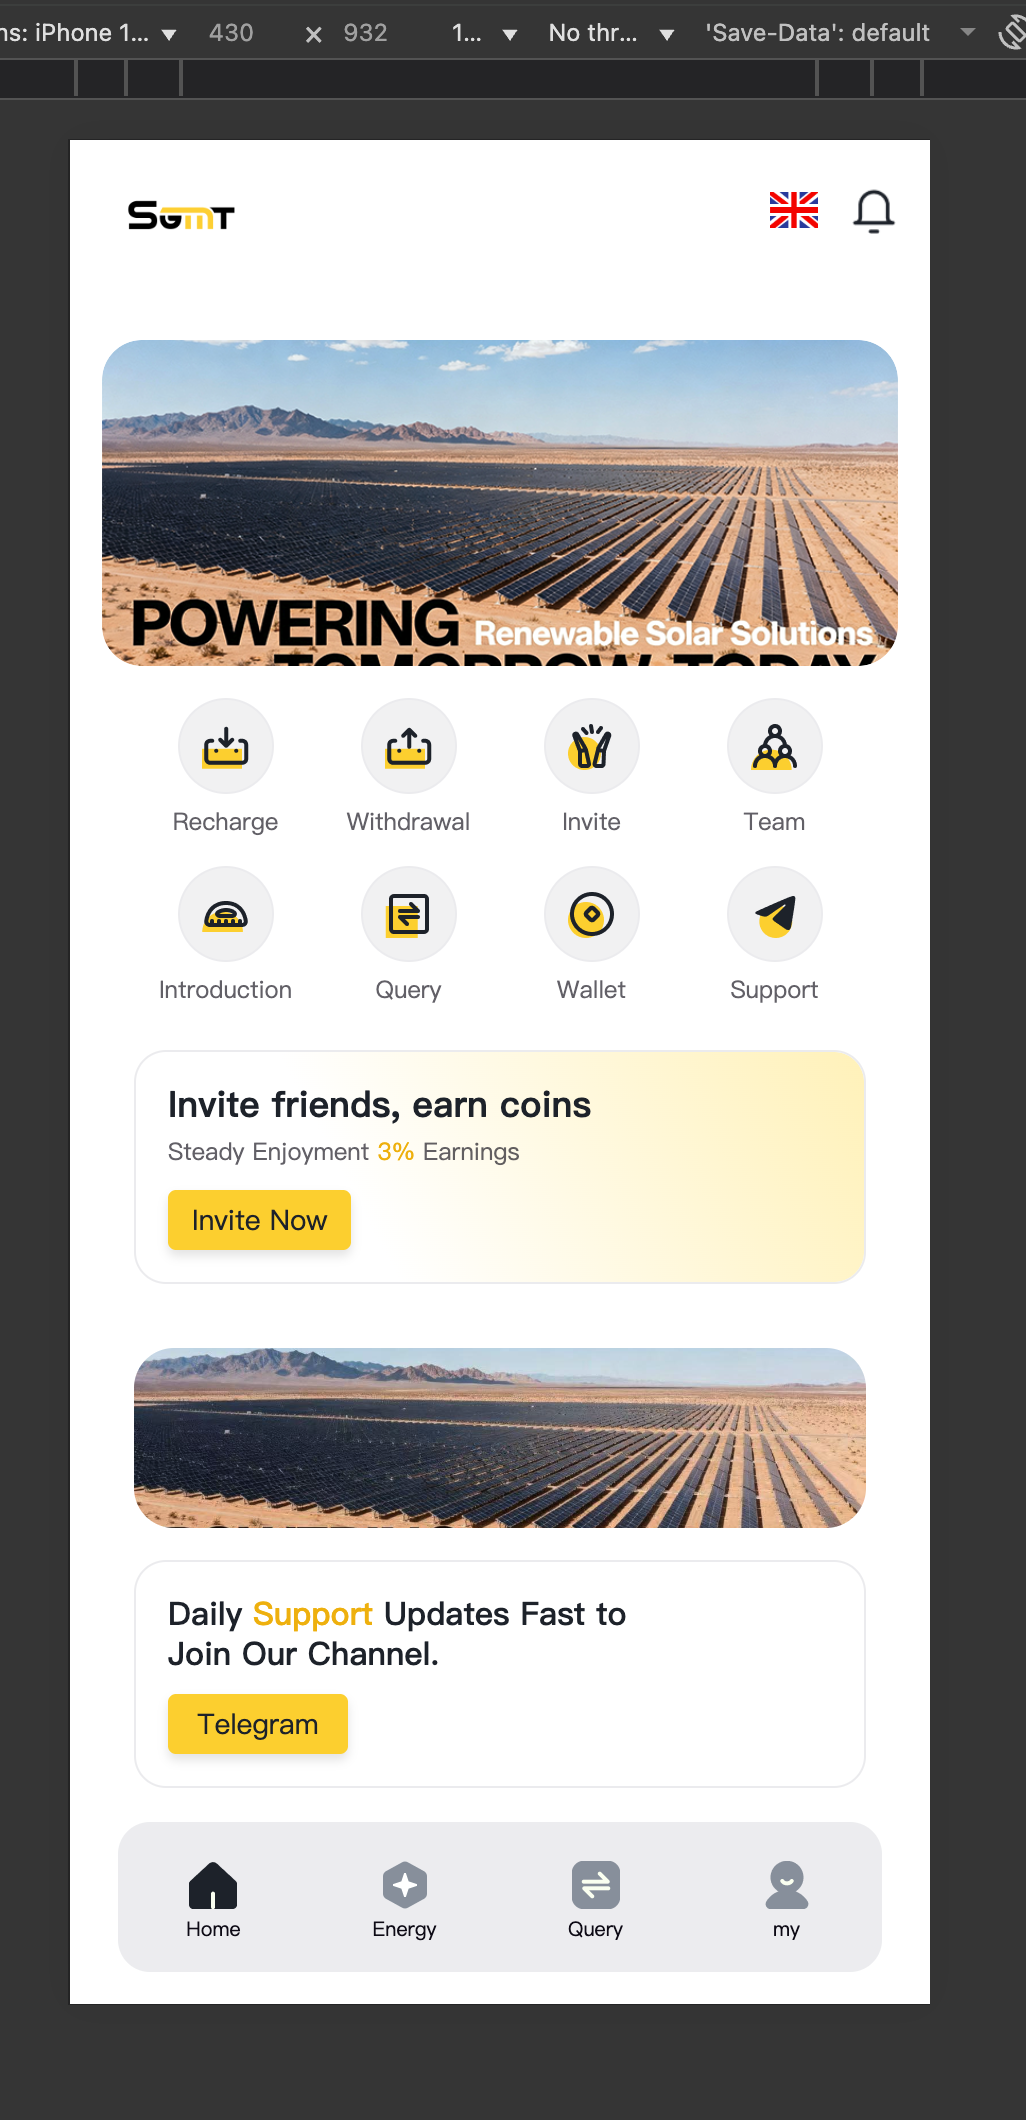 ns: iPhone 1... ▼ 430 × 932 1... ▼ No thr... ▼ 'Save-Data': default
SGMT
POWERING
Renewable Solar Solutions
TOMORROW TODAY
Recharge Withdrawal Invite Team
Introduction Query Wallet Support
Invite friends, earn coins
Steady Enjoyment 3% Earnings
Invite Now
Daily Support Updates Fast to
Join Our Channel.
Telegram
Home Energy Query my